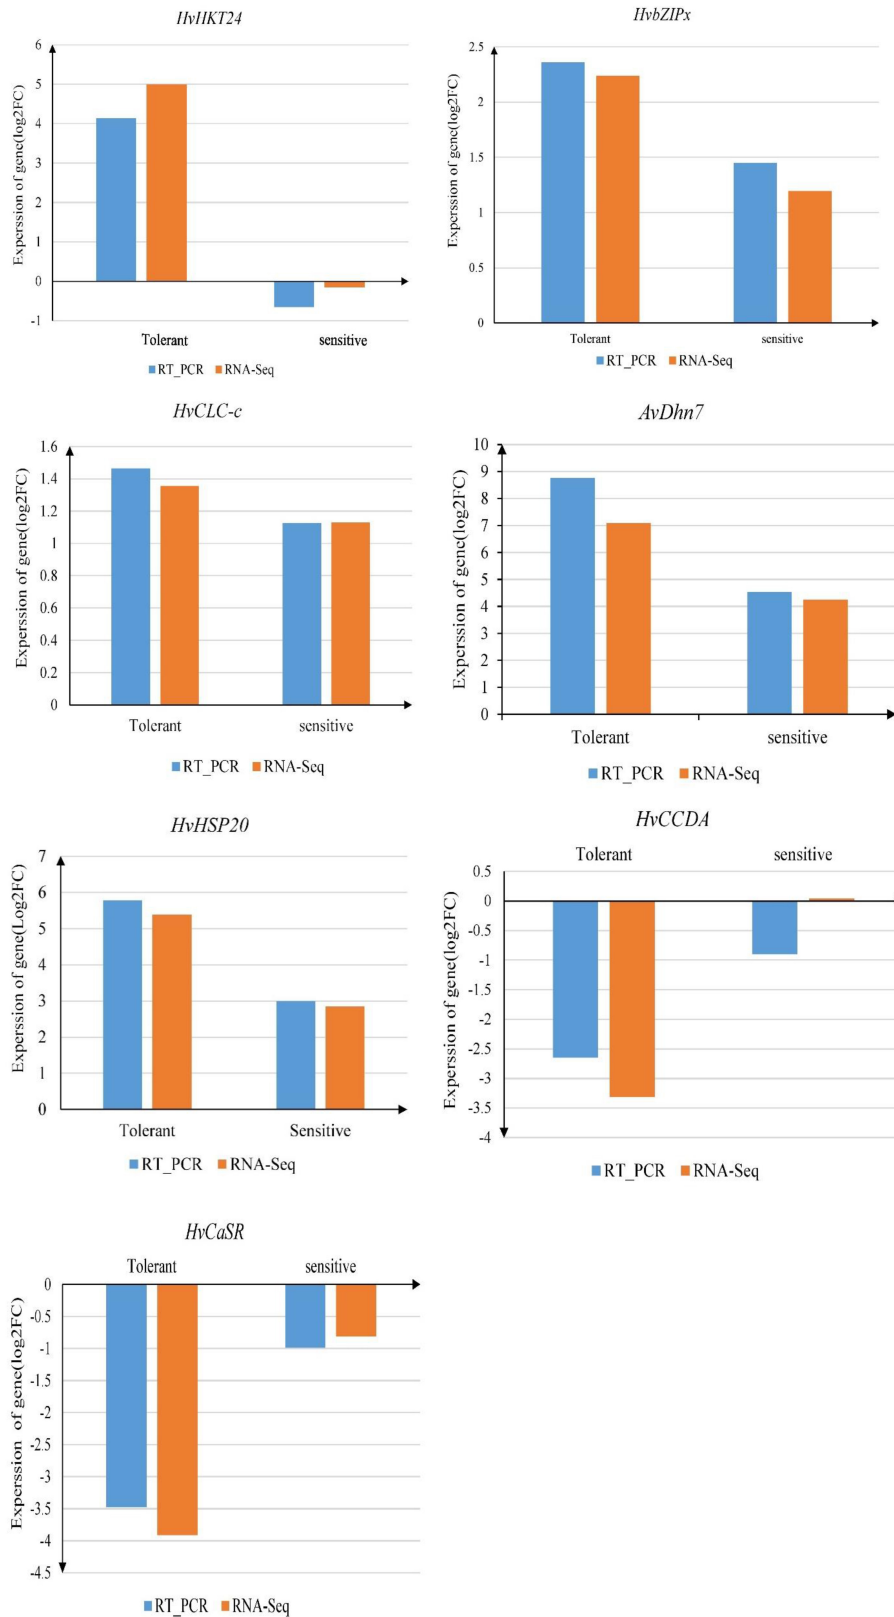 HvHKT24
Experssion of gene(log2FC)
6
5
4
3
2
1
0
-1
Tolerant sensitive
RT_PCR RNA-Seq
HvbZIPx
Experssion of gene(log2FC)
2.5
2
1.5
1
0.5
0
Tolerant sensitive
RT_PCR RNA-Seq
HvCLC-c
Experssion of gene(log2FC)
1.6
1.4
1.2
1
0.8
0.6
0.4
0.2
0
Tolerant sensitive
RT_PCR RNA-Seq
AvDhn7
Experssion of gene(log2FC)
10
9
8
7
6
5
4
3
2
1
0
Tolerant sensitive
RT_PCR RNA-Seq
HvHSP20
Experssion of gene(Log2FC)
7
6
5
4
3
2
1
0
Tolerant Sensitive
RT_PCR RNA-Seq
HvCCDA
Tolerant sensitive
Experssion of gene(log2FC)
0.5
0
-0.5
-1
-1.5
-2
-2.5
-3
-3.5
-4
RT_PCR RNA-Seq
HvCaSR
Tolerant sensitive
Experssion of gene(log2FC)
0
-0.5
-1
-1.5
-2
-2.5
-3
-3.5
-4
-4.5
RT_PCR RNA-Seq